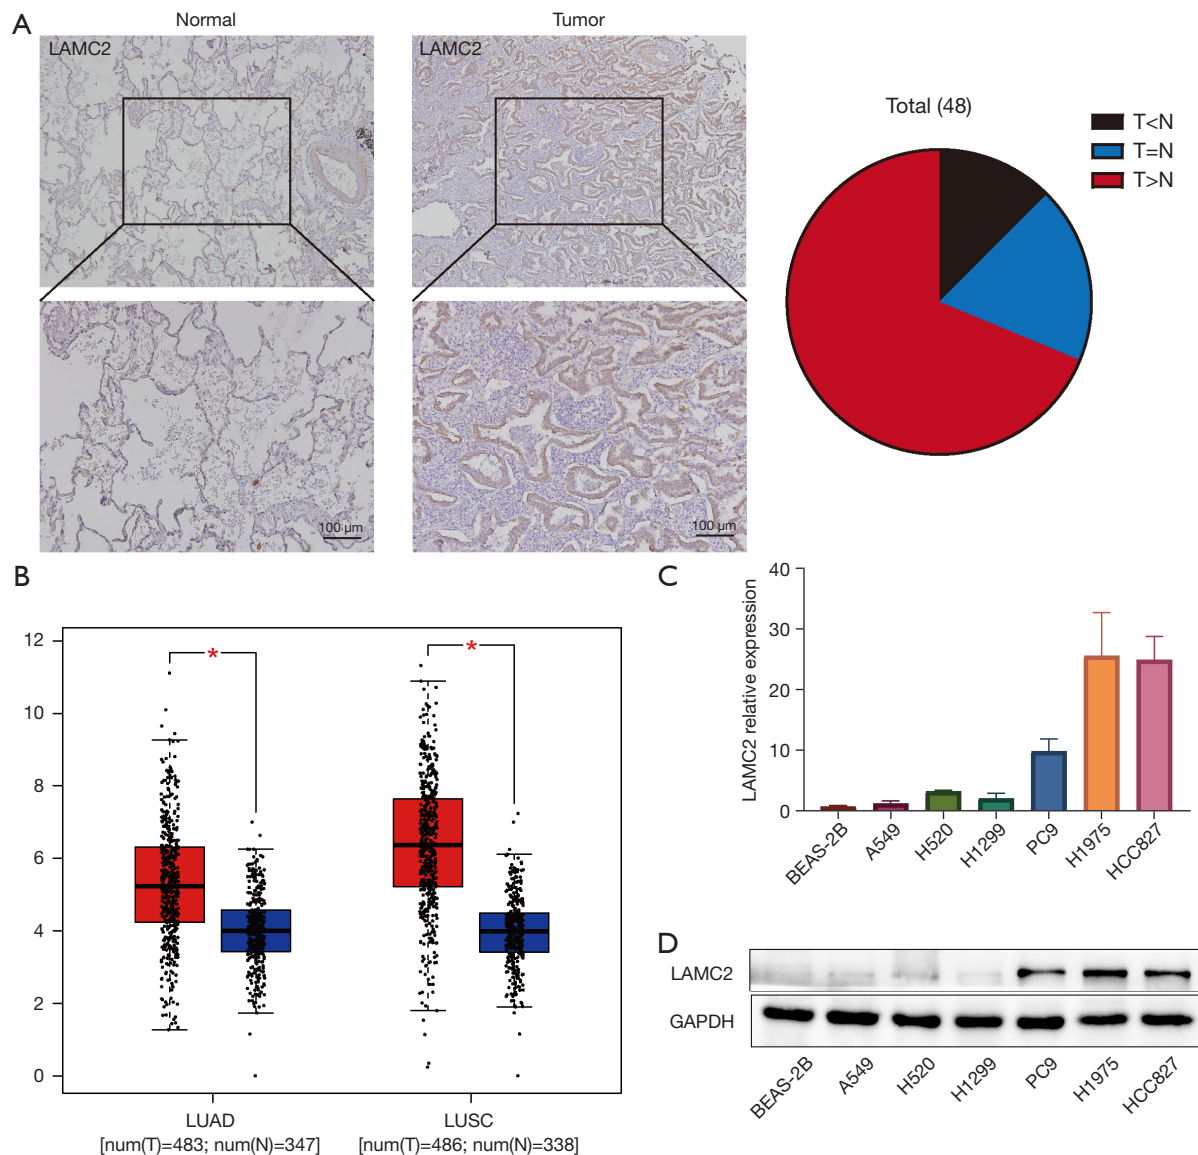 A
Normal
Tumor
LAMC2
LAMC2
100 µm
100 µm
Total (48)
T<N
T=N
T>N
B
12
10
8
6
4
2
0
*
*
LUAD
[num(T)=483; num(N)=347]
LUSC
[num(T)=486; num(N)=338]
C
LAMC2 relative expression
40
30
20
10
0
BEAS-2B
A549
H520
H1299
PC9
H1975
HCC827
D
LAMC2
GAPDH
BEAS-2B
A549
H520
H1299
PC9
H1975
HCC827